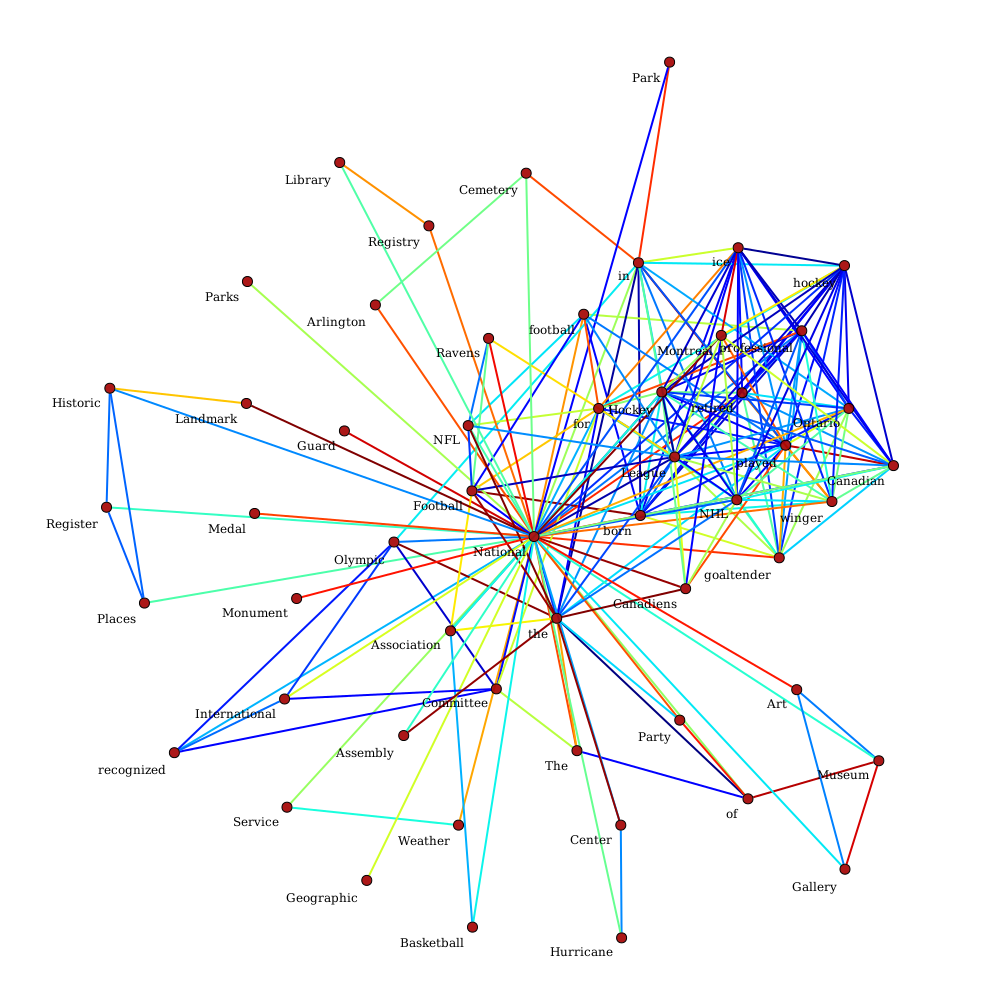 Park
Library
Cemetery
Registry
in
ice
hockey
Parks
Arlington
football
Ravens
Montreal
professional
Historic
Landmark
for
Hockey
retired
Ontario
Guard
NFL
League
played
Canadian
Register
Medal
Football
born
NHL
winger
Olympic
National
goaltender
Places
Monument
Canadiens
Association
the
International
Committee
Art
recognized
Assembly
The
Party
Museum
Service
Weather
Center
of
Geographic
Gallery
Basketball
Hurricane